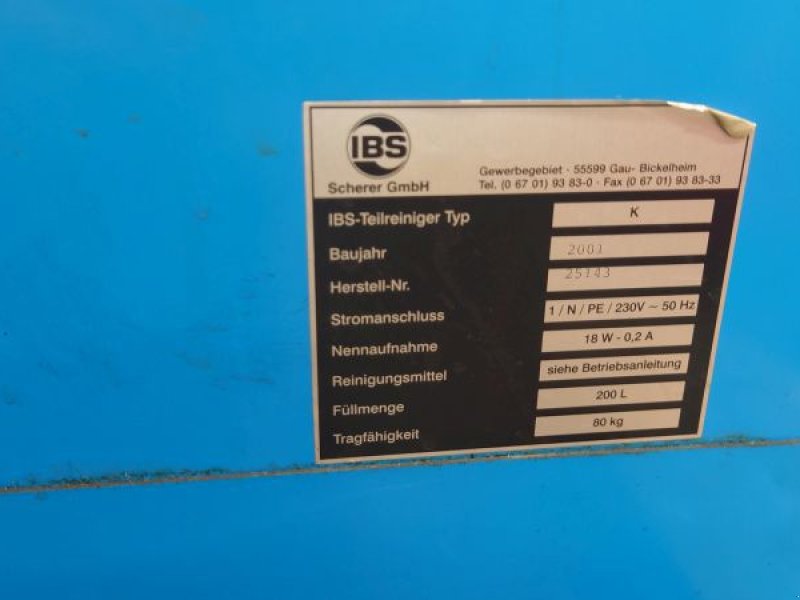 IBS
Scherer GmbH
Gewerbegebiet · 55599 Gau- Bickelheim
Tel. (0 67 01) 93 83-0 · Fax (0 67 01) 93 83-33
IBS-Teilreiniger Typ K
Baujahr 2001
Herstell-Nr. 25143
Stromanschluss 1 / N / PE / 230V ~ 50 Hz
Nennaufnahme 18 W - 0,2 A
Reinigungsmittel siehe Betriebsanleitung
Füllmenge 200 L
Tragfähigkeit 80 kg